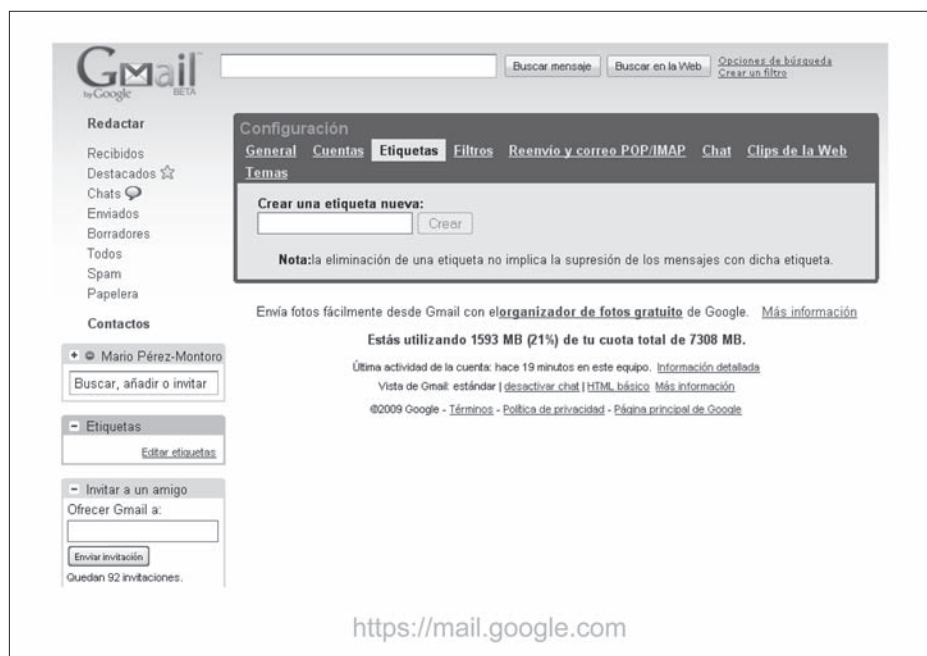 Gmail
by Google BETA
Buscar mensaje Buscar en la Web Opciones de búsqueda
Crear un filtro
Redactar
Recibidos
Destacados
Chats
Enviados
Borradores
Todos
Spam
Papelera
Contactos
Mario Pérez-Montoro
Buscar, añadir o invitar
Etiquetas
Editar etiquetas
Invitar a un amigo
Ofrecer Gmail a:
Enviar invitación
Quedan 92 invitaciones.
Configuración
General Cuentas Etiquetas Filtros Reenvío y correo POP/IMAP Chat Clips de la Web
Temas
Crear una etiqueta nueva:
Crear
Nota:la eliminación de una etiqueta no implica la supresión de los mensajes con dicha etiqueta.
Envía fotos fácilmente desde Gmail con elorganizador de fotos gratuito de Google. Más información
Estás utilizando 1593 MB (21%) de tu cuota total de 7308 MB.
Última actividad de la cuenta: hace 19 minutos en este equipo. Información detallada
Vista de Gmail: estándar | desactivar chat | HTML básico Más información
©2009 Google - Términos - Política de privacidad - Página principal de Google
https://mail.google.com